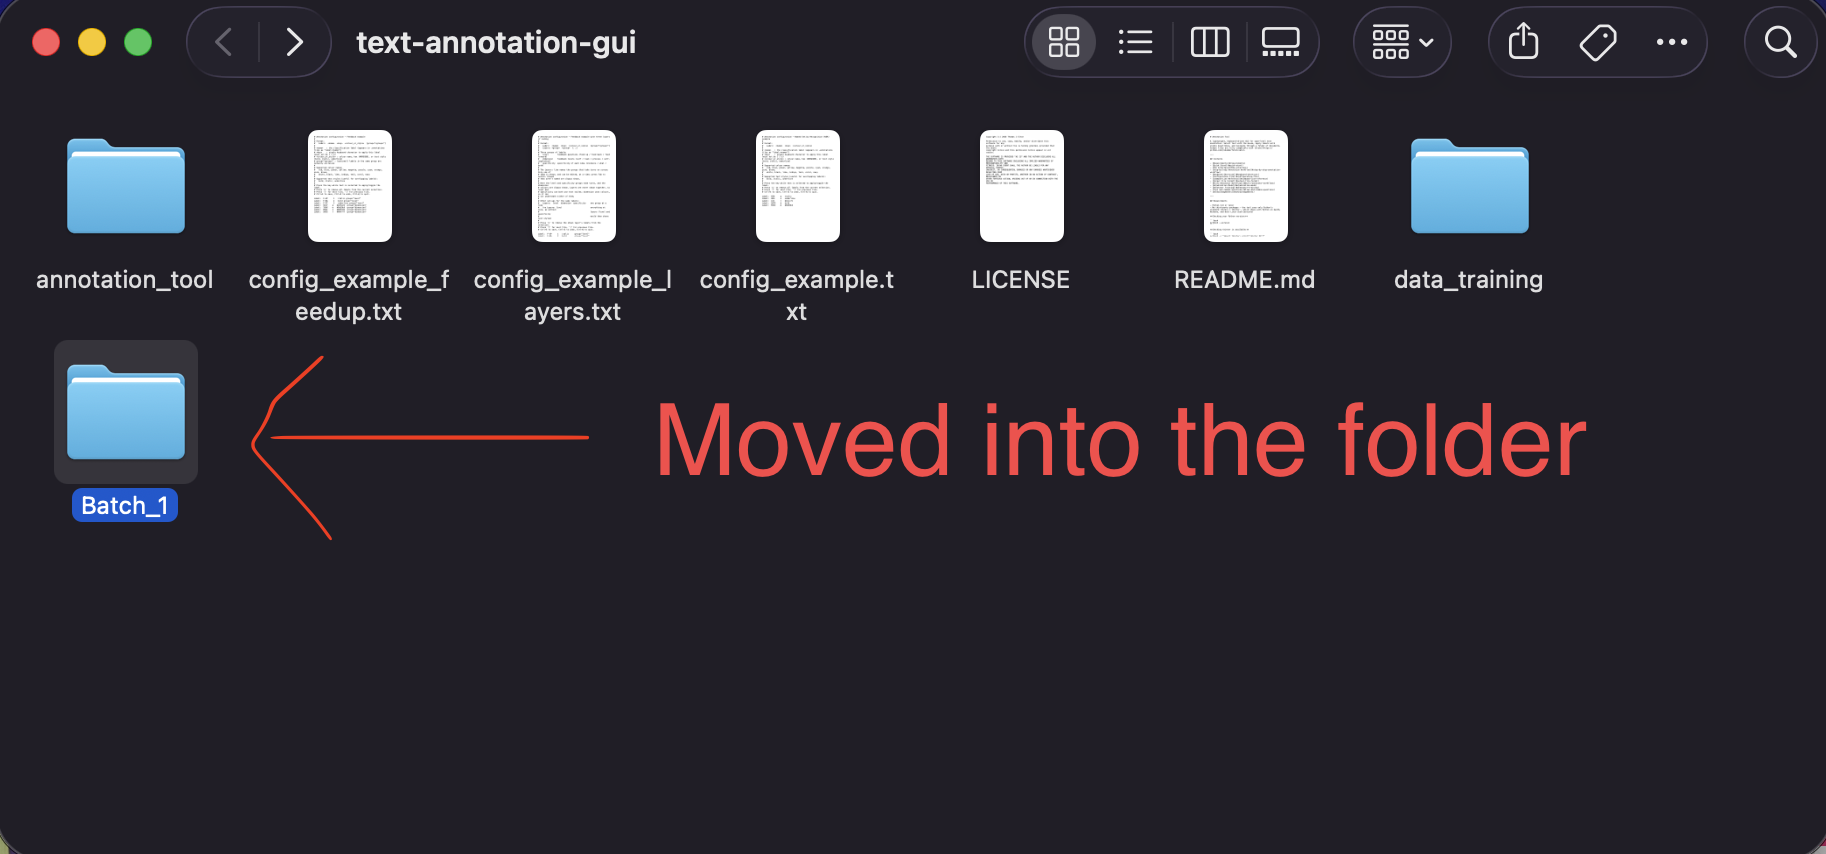 text-annotation-gui
annotation_tool
config_example_f
eedup.txt
config_example_l
ayers.txt
config_example.t
xt
LICENSE
README.md
data_training
Batch_1
Moved into the folder